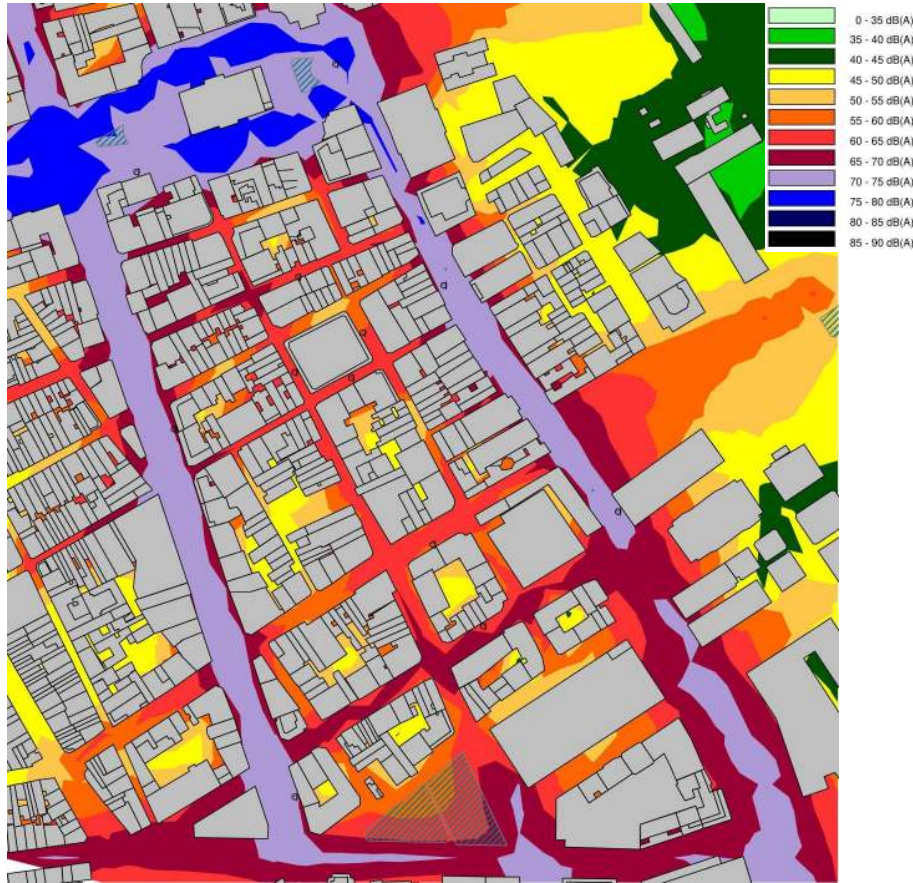 0 - 35 dB(A)
35 - 40 dB(A)
40 - 45 dB(A)
45 - 50 dB(A)
50 - 55 dB(A)
55 - 60 dB(A)
60 - 65 dB(A)
65 - 70 dB(A)
70 - 75 dB(A)
75 - 80 dB(A)
80 - 85 dB(A)
85 - 90 dB(A)